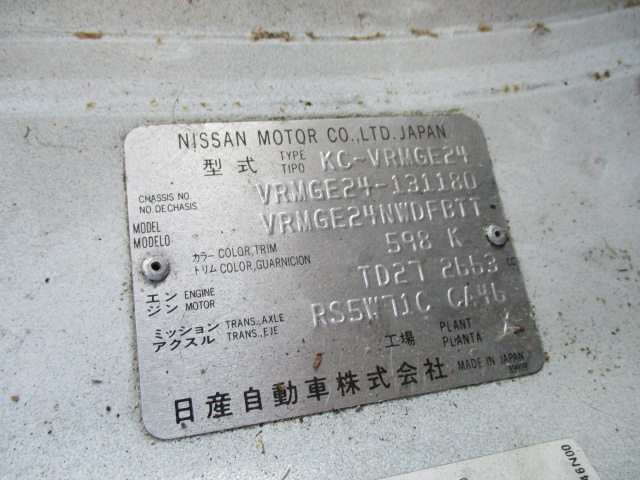 NISSAN MOTOR CO., LTD. JAPAN
型式 TYPE TIPO KC-VRMGE24
CHASSIS NO. NO. DE CHASIS VRMGE24-131180
MODEL MODELO VRMGE24NWDFBTT
カラー COLOR, TRIM トリム COLOR, GUARNICION 598 K
エンジン ENGINE MOTOR TD27 2663 CC
ミッション アクスル TRANS., AXLE TRANS., EJE RS5W71C CA46
工場 PLANT PLANTA
日産自動車株式会社 MADE IN JAPAN
46N00